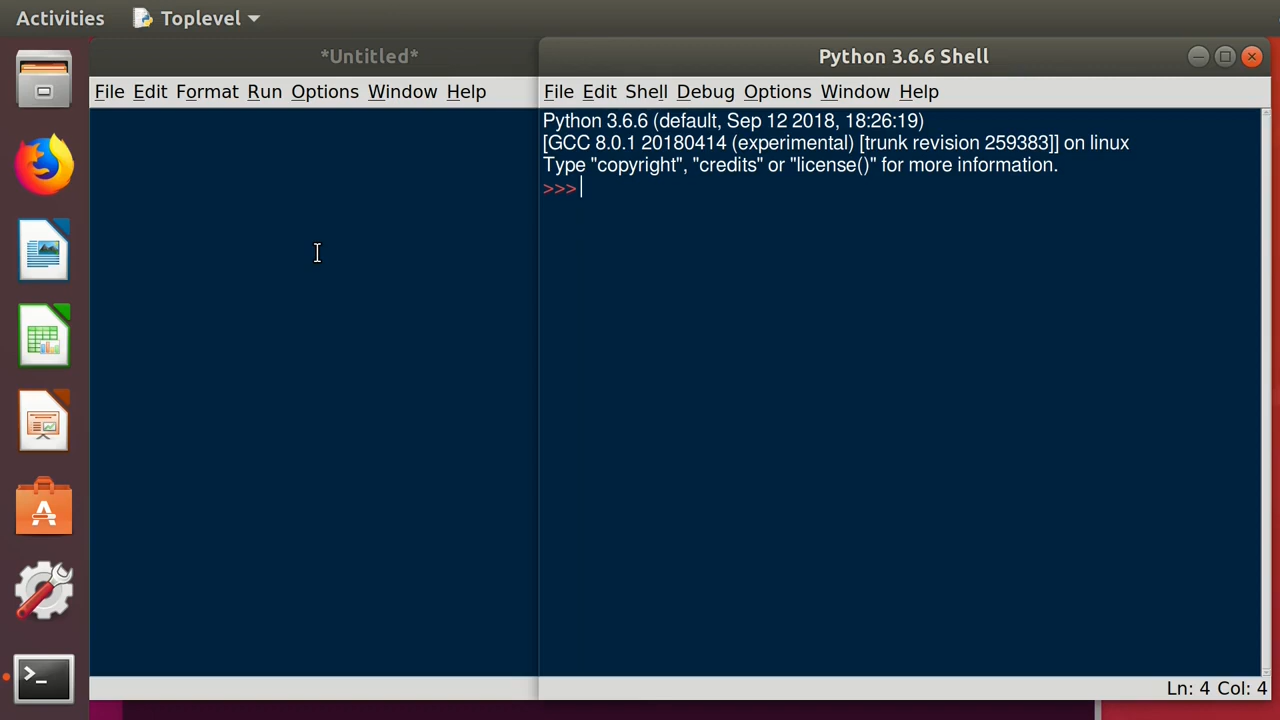 Activities Toplevel
*Untitled*
File Edit Format Run Options Window Help
Python 3.6.6 Shell
File Edit Shell Debug Options Window Help
Python 3.6.6 (default, Sep 12 2018, 18:26:19)
[GCC 8.0.1 20180414 (experimental) [trunk revision 259383]] on linux
Type "copyright", "credits" or "license()" for more information.
>>>
Ln: 4 Col: 4